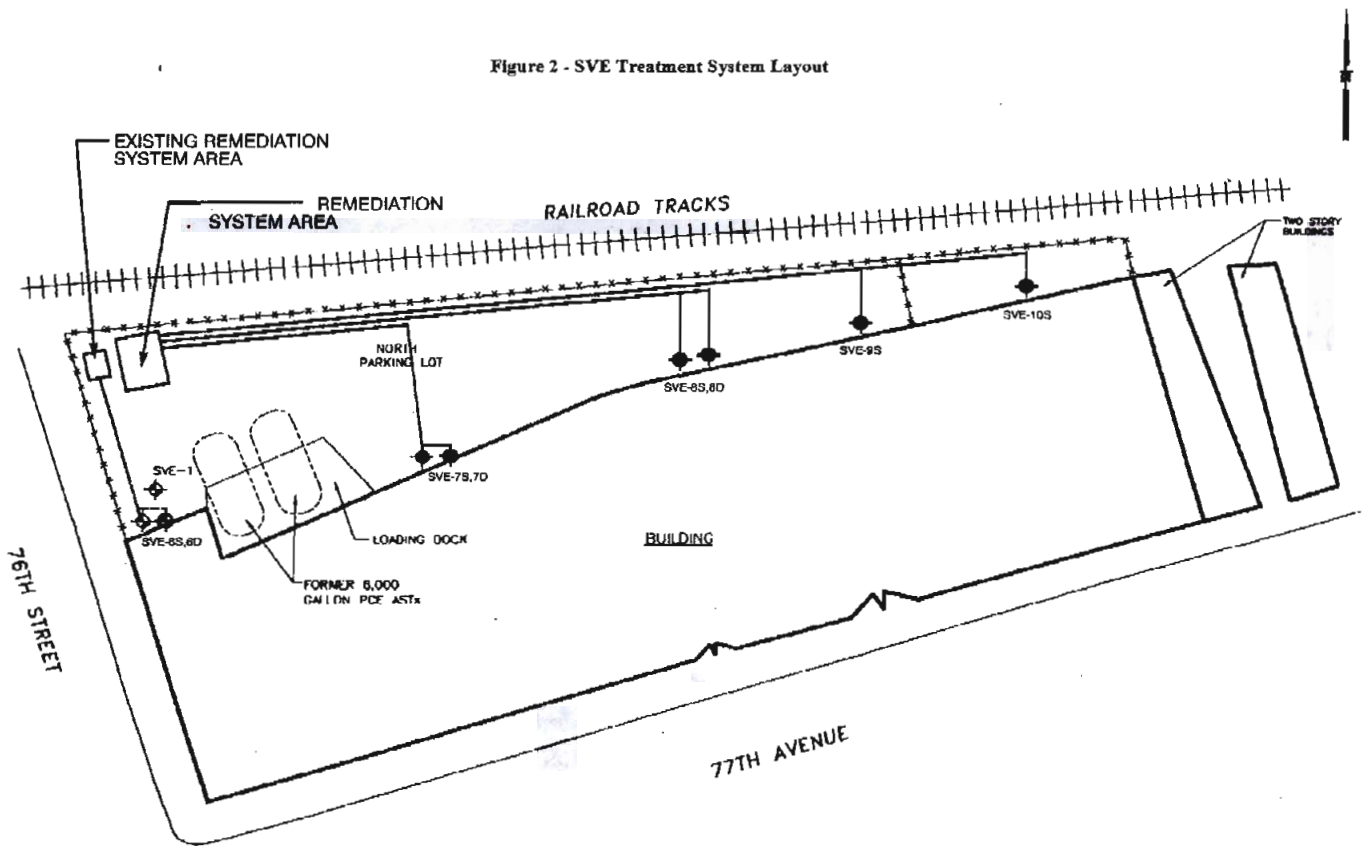 Figure 2 - SVE Treatment System Layout
EXISTING REMEDIATION
SYSTEM AREA
REMEDIATION
SYSTEM AREA
RAILROAD TRACKS
TWO STORY
BUILDINGS
NORTH
PARKING LOT
SVE-10S
SVE-9S
SVE-8S,8D
SVE-1
SVE-7S,7D
SVE-6S,6D
LOADING DOCK
BUILDING
FORMER 6,000
GALLON PCE ASTs
76TH STREET
77TH AVENUE